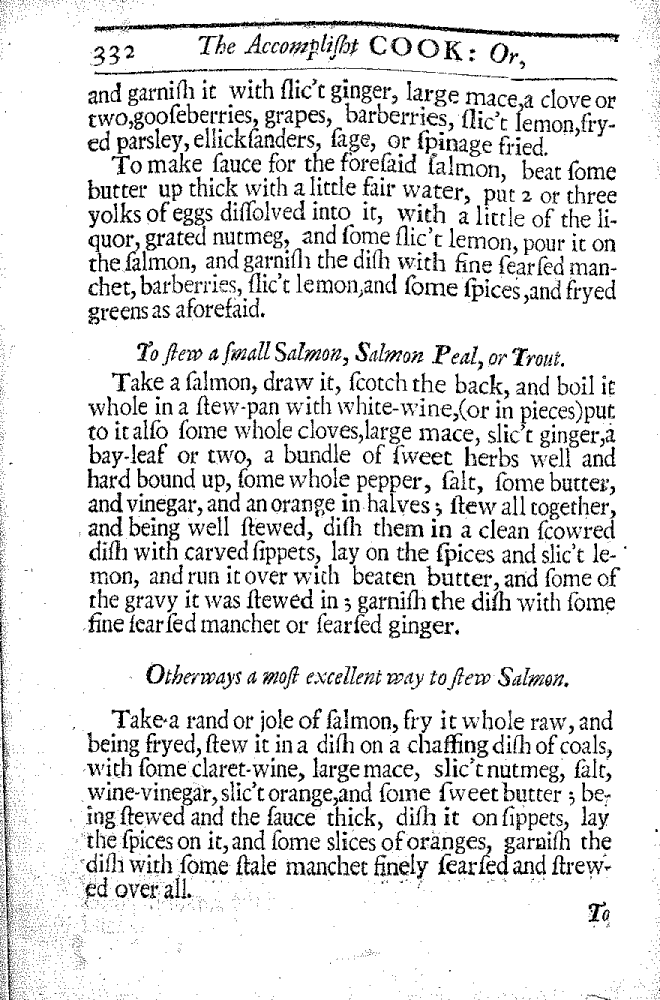 332 The Accompliſht COOK: Or,
and garniſh it with ſlic't ginger, large mace,a clove or
two,gooſeberries, grapes, barberries, ſlic't lemon,fry-
ed parsley, ellickſanders, ſage, or ſpinage fried.
To make ſauce for the foreſaid ſalmon, beat ſome
butter up thick with a little fair water, put 2 or three
yolks of eggs diſſolved into it, with a little of the li-
quor, grated nutmeg, and ſome ſlic't lemon, pour it on
the ſalmon, and garniſh the diſh with fine ſearſed man-
chet, barberries, ſlic't lemon,and ſome ſpices,and fryed
greens as aforeſaid.
To ſtew a ſmall Salmon, Salmon Peal, or Trout.
Take a ſalmon, draw it, ſcotch the back, and boil it
whole in a ſtew-pan with white-wine,(or in pieces)put
to it alſo ſome whole cloves,large mace, slic't ginger,a
bay-leaf or two, a bundle of ſweet herbs well and
hard bound up, ſome whole pepper, ſalt, ſome butter,
and vinegar, and an orange in halves; ſtew all together,
and being well ſtewed, diſh them in a clean ſcowred
diſh with carved ſippets, lay on the ſpices and slic't le-
mon, and run it over with beaten butter, and ſome of
the gravy it was ſtewed in; garniſh the diſh with ſome
fine ſearſed manchet or ſearſed ginger.
Otherways a moſt excellent way to ſtew Salmon.
Take a rand or jole of ſalmon, fry it whole raw, and
being fryed, ſtew it in a diſh on a chaffing diſh of coals,
with ſome claret-wine, large mace, slic't nutmeg, ſalt,
wine-vinegar, slic't orange,and ſome ſweet butter; be-
ing ſtewed and the ſauce thick, diſh it on ſippets, lay
the ſpices on it, and ſome slices of oranges, garniſh the
diſh with ſome ſtale manchet finely ſearſed and ſtrew-
ed over all.
To